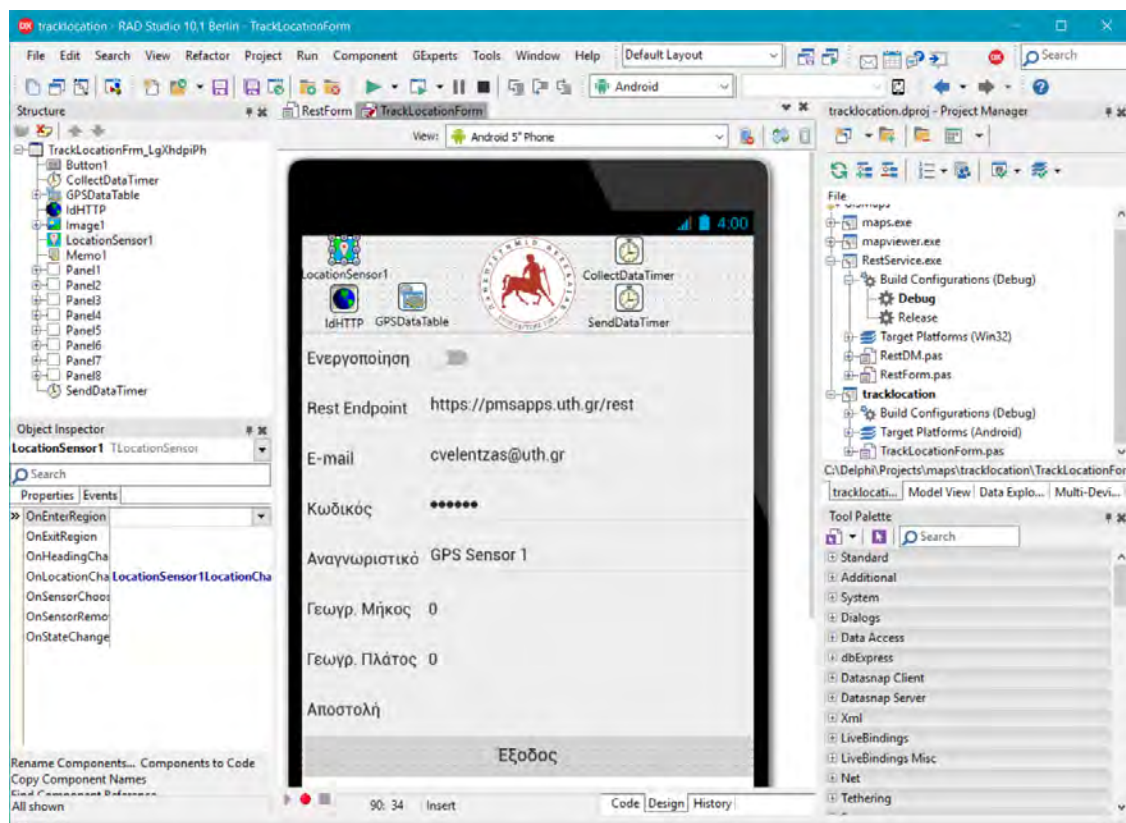 tracklocation - RAD Studio 10.1 Berlin - TrackLocationForm
File Edit Search View Refactor Project Run Component GExperts Tools Window Help Default Layout Search
Android
Structure
TrackLocationFrm_LgXhdpiPh
Button1
CollectDataTimer
GPSDataTable
IdHTTP
Image1
LocationSensor1
Memo1
Panel1
Panel2
Panel3
Panel4
Panel5
Panel6
Panel7
Panel8
SendDataTimer
Object Inspector
LocationSensor1 TLocationSensor
Search
Properties Events
OnEnterRegion
OnExitRegion
OnHeadingCha
OnLocationCha LocationSensor1LocationCha
OnSensorChoos
OnSensorRemo
OnStateChange
Rename Components... Components to Code
Copy Component Names
Find Component Reference...
All shown
RestForm TrackLocationForm
View: Android 5" Phone
4:00
LocationSensor1 CollectDataTimer
IdHTTP GPSDataTable SendDataTimer
Ενεργοποίηση
Rest Endpoint https://pmsapps.uth.gr/rest
E-mail cvelentzas@uth.gr
Κωδικός ••••••
Αναγνωριστικό GPS Sensor 1
Γεωγρ. Μήκος 0
Γεωγρ. Πλάτος 0
Αποστολή
Έξοδος
90: 34 Insert Code Design History
tracklocation.dproj - Project Manager
File
maps.exe
mapviewer.exe
RestService.exe
Build Configurations (Debug)
Debug
Release
Target Platforms (Win32)
RestDM.pas
RestForm.pas
tracklocation
Build Configurations (Debug)
Target Platforms (Android)
TrackLocationForm.pas
C:\Delphi\Projects\maps\tracklocation\TrackLocationFor
tracklocati... Model View Data Explo... Multi-Devi...
Tool Palette
Search
Standard
Additional
System
Dialogs
Data Access
dbExpress
Datasnap Client
Datasnap Server
Xml
LiveBindings
LiveBindings Misc
Net
Tethering